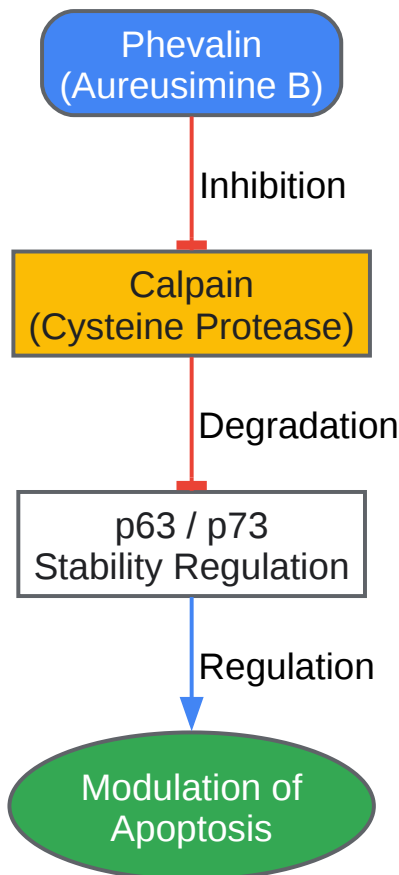 Phevalin
(Aureusimine B)
Inhibition
Calpain
(Cysteine Protease)
Degradation
p63 / p73
Stability Regulation
Regulation
Modulation of
Apoptosis